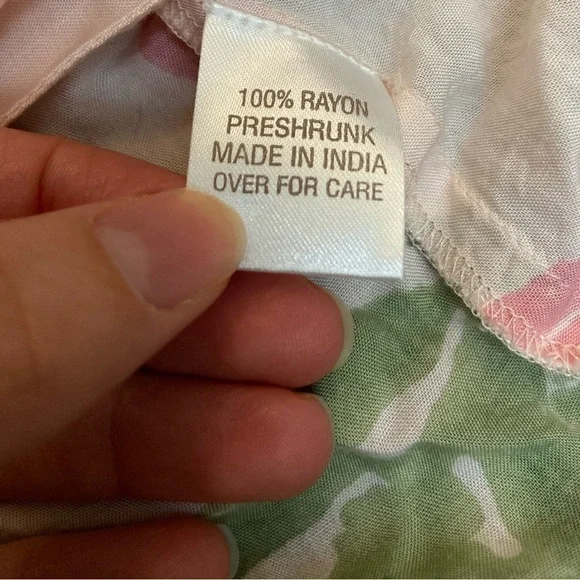 100% RAYON
PRESHRUNK
MADE IN INDIA
OVER FOR CARE